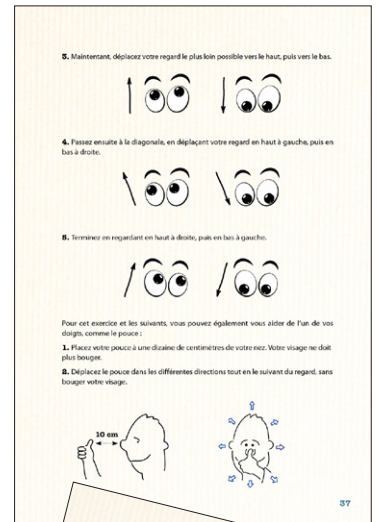 3. Maintentant, déplacez votre regard le plus loin possible vers le haut, puis vers le bas.
4. Passez ensuite à la diagonale, en déplaçant votre regard en haut à gauche, puis en
bas à droite.
5. Terminez en regardant en haut à droite, puis en bas à gauche.
Pour cet exercice et les suivants, vous pouvez également vous aider de l'un de vos
doigts, comme le pouce :
1. Placez votre pouce à une dizaine de centimètres de votre nez. Votre visage ne doit
plus bouger.
2. Déplacez le pouce dans les différentes directions tout en le suivant du regard, sans
bouger votre visage.
10 cm
37